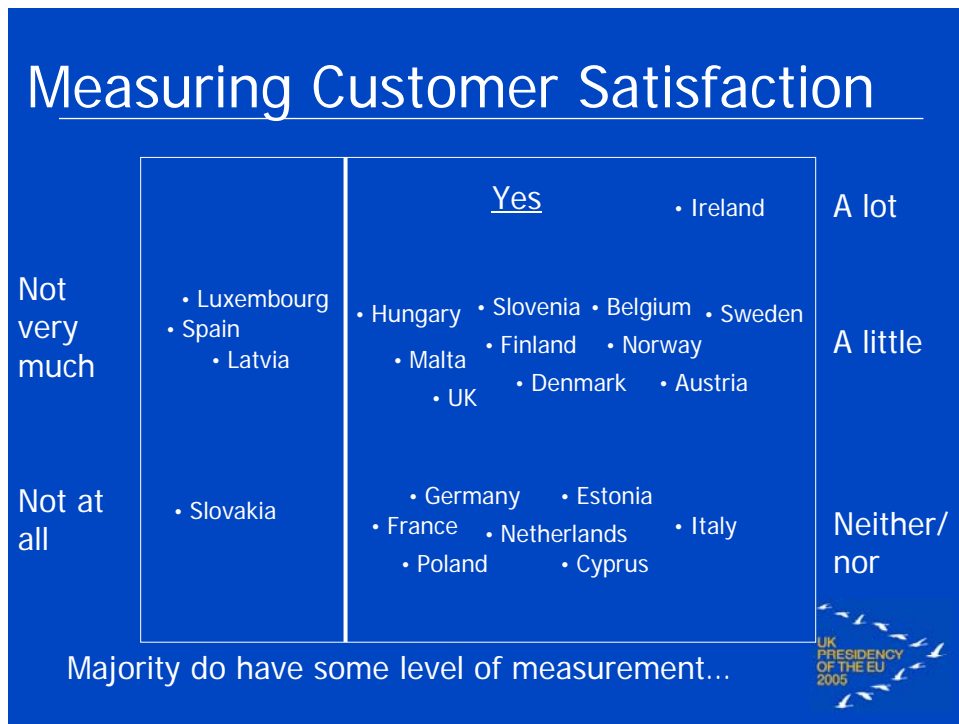 Measuring Customer Satisfaction
Yes
• Ireland
A lot
Not
very
much
• Luxembourg
• Spain
• Latvia
• Hungary
• Slovenia
• Belgium
• Sweden
• Finland
• Norway
• Malta
• Denmark
• Austria
• UK
A little
Not at
all
• Slovakia
• Germany
• Estonia
• France
• Netherlands
• Italy
• Poland
• Cyprus
Neither/
nor
Majority do have some level of measurement...
UK
PRESIDENCY
OF THE EU
2005